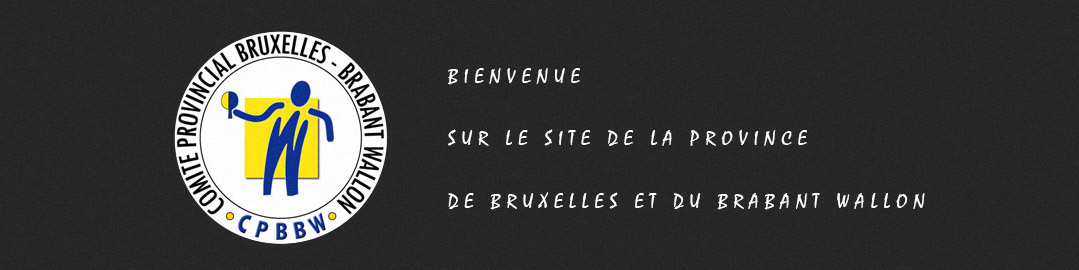 COMITE PROVINCIAL BRUXELLES - BRABANT WALLON
CPBBW
BIENVENUE
SUR LE SITE DE LA PROVINCE
DE BRUXELLES ET DU BRABANT WALLON